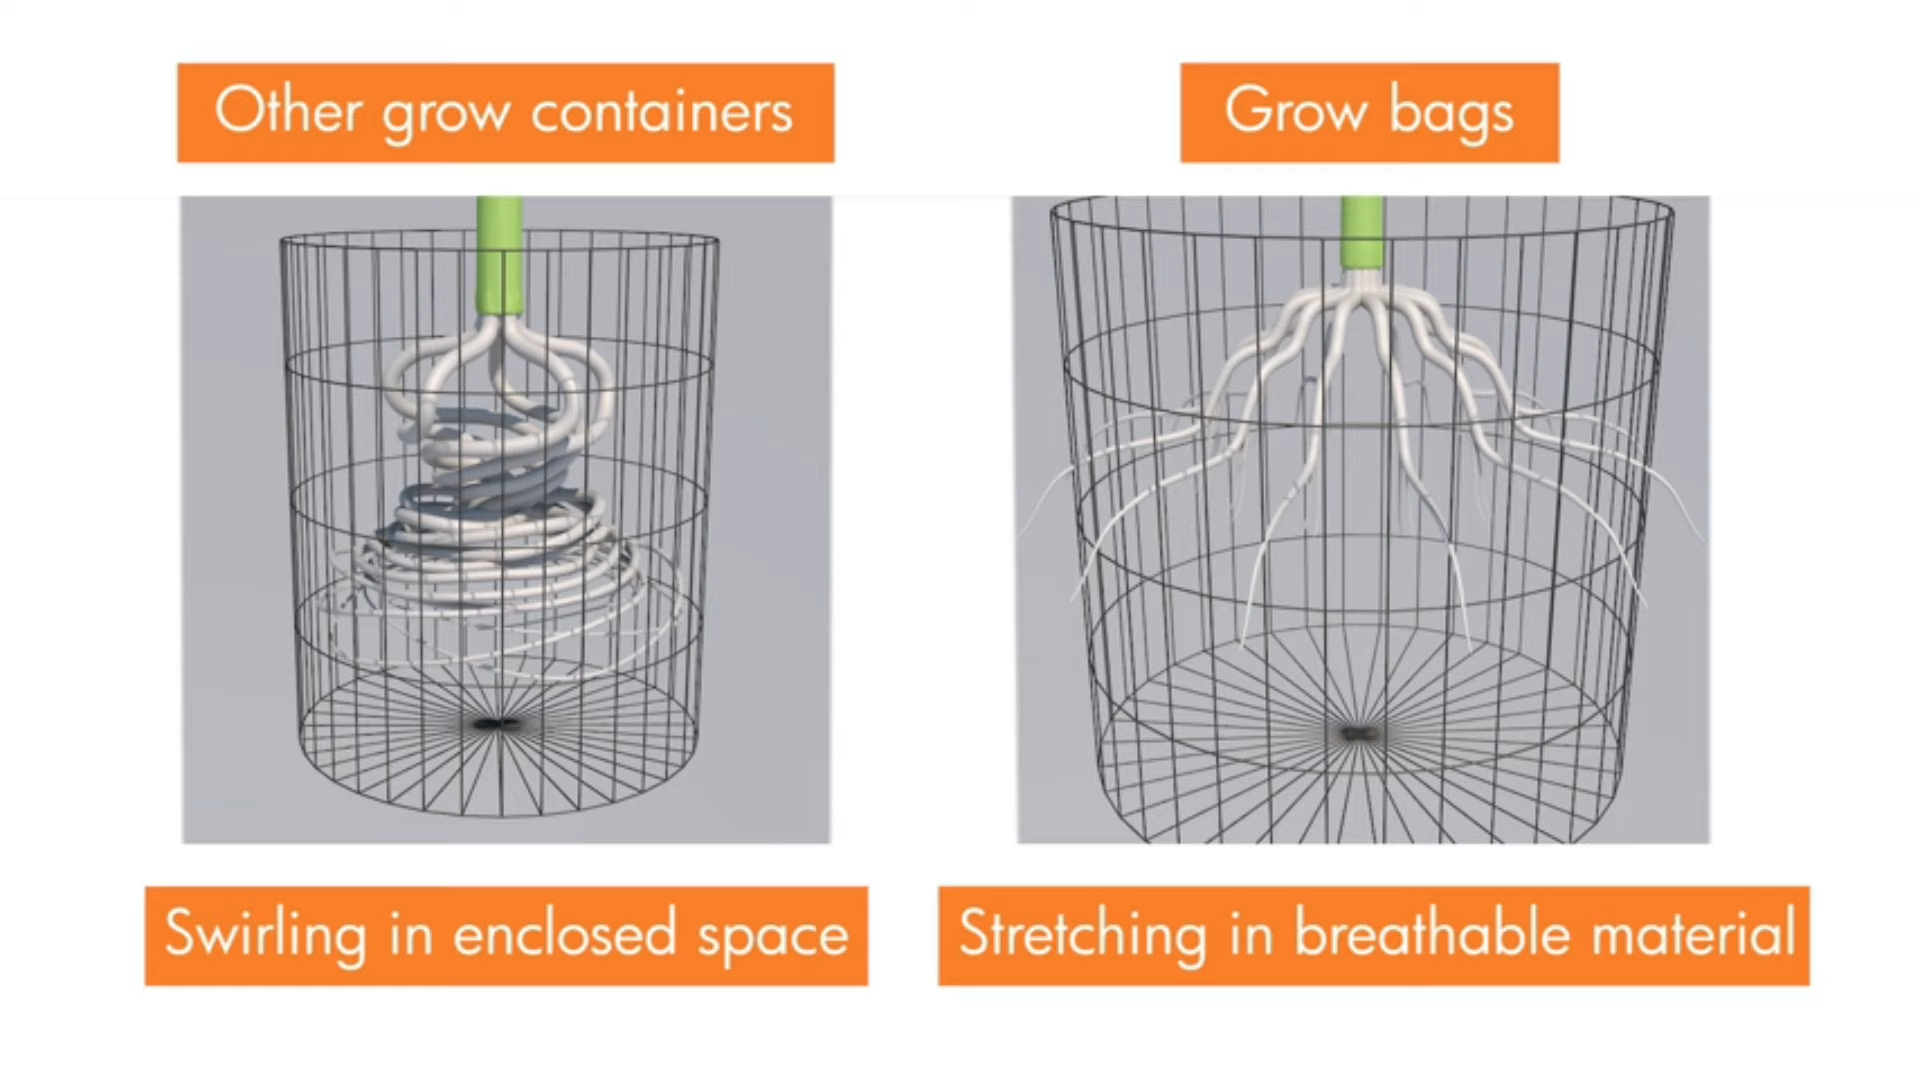 Other grow containers
Grow bags
Swirling in enclosed space
Stretching in breathable material